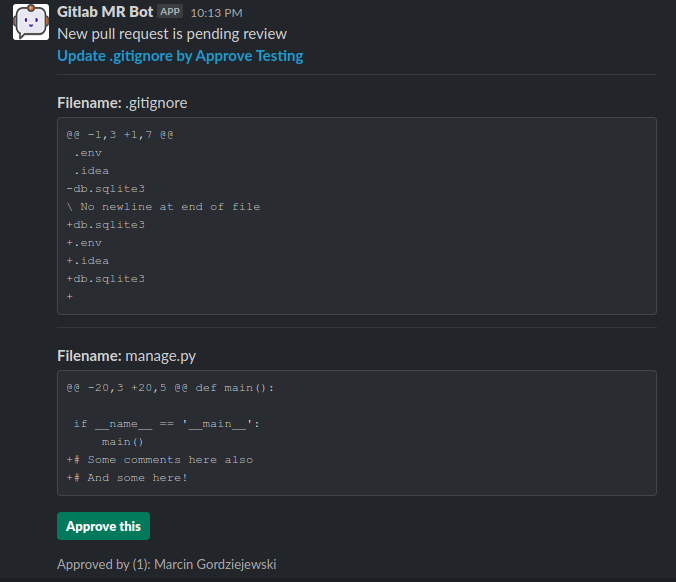 Gitlab MR Bot APP 10:13 PM
New pull request is pending review
Update .gitignore by Approve Testing
Filename: .gitignore
@@ -1,3 +1,7 @@
 .env
 .idea
-db.sqlite3
\ No newline at end of file
+db.sqlite3
+.env
+.idea
+db.sqlite3
+
Filename: manage.py
@@ -20,3 +20,5 @@ def main():
 if __name__ == '__main__':
     main()
+# Some comments here also
+# And some here!
Approve this
Approved by (1): Marcin Gordziejewski